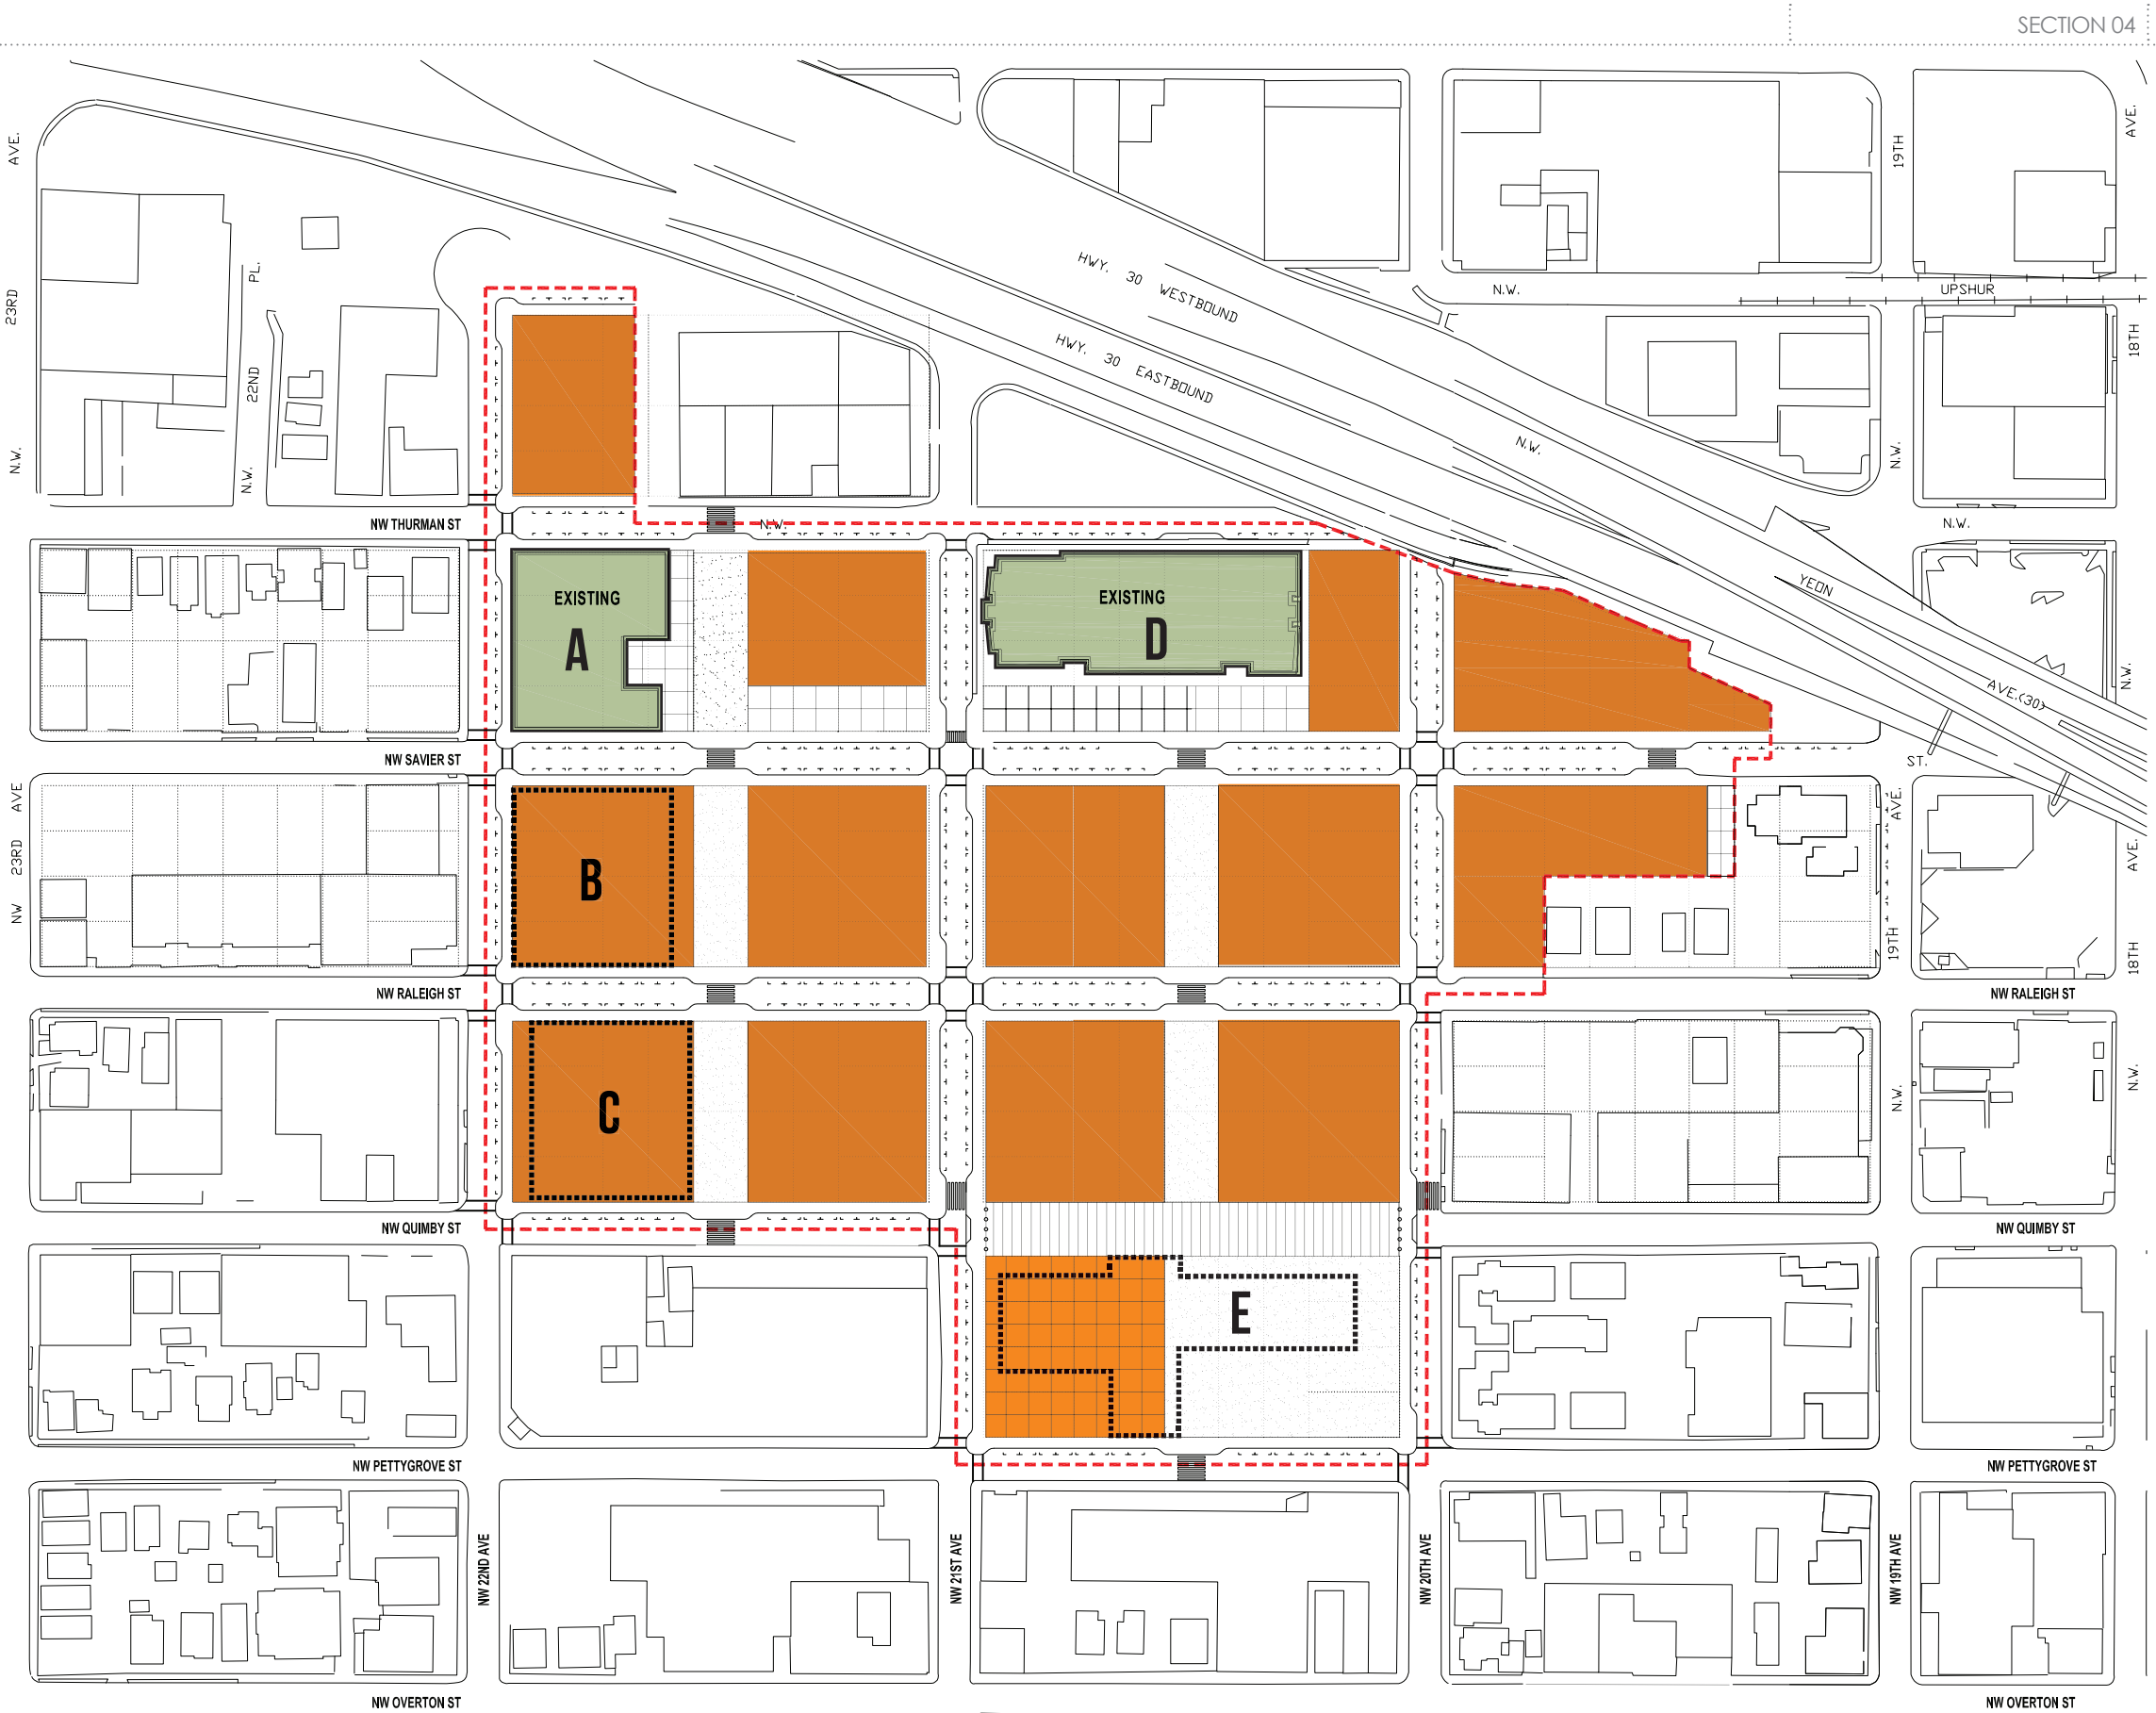 SECTION 04
AVE.
23RD
N.W.
PL.
22ND
N.W.
HWY. 30 WESTBOUND
HWY. 30 EASTBOUND
N.W.
UPSHUR
19TH
N.W.
AVE.
18TH
N.W.
NW THURMAN ST
N.W.
N.W.
N.W.
YEON
AVE.(30)
EXISTING
A
EXISTING
D
NW SAVIER ST
ST.
AVE
23RD
NW
B
AVE.
19TH
N.W.
AVE.
18TH
N.W.
NW RALEIGH ST
NW RALEIGH ST
C
NW QUIMBY ST
NW QUIMBY ST
E
NW PETTYGROVE ST
NW PETTYGROVE ST
NW 22ND AVE
NW 21ST AVE
NW 20TH AVE
NW 19TH AVE
NW OVERTON ST
NW OVERTON ST